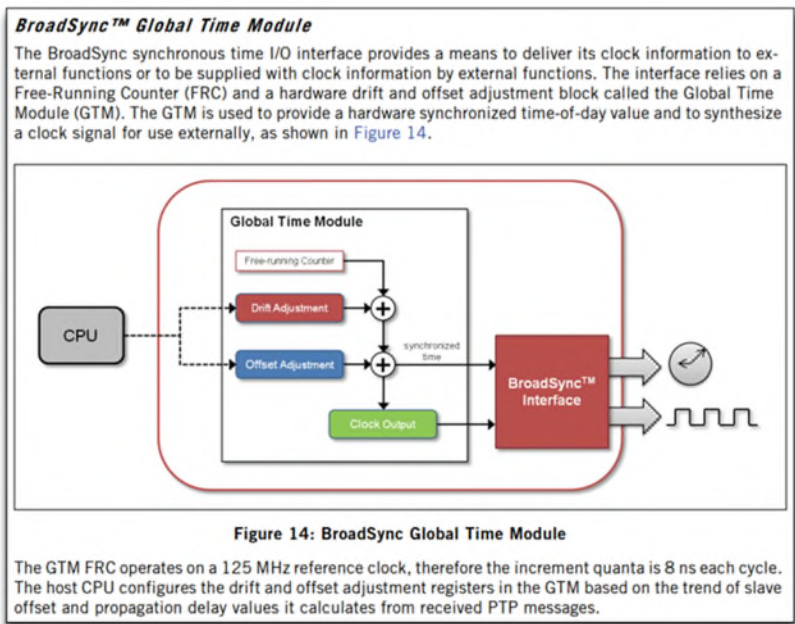 BroadSync™ Global Time Module
The BroadSync synchronous time I/O interface provides a means to deliver its clock information to ex-
ternal functions or to be supplied with clock information by external functions. The interface relies on a
Free-Running Counter (FRC) and a hardware drift and offset adjustment block called the Global Time
Module (GTM). The GTM is used to provide a hardware synchronized time-of-day value and to synthesize
a clock signal for use externally, as shown in Figure 14.
Global Time Module
Free-running Counter
Drift Adjustment
CPU
synchronized
time
Offset Adjustment
BroadSync™
Interface
Clock Output
Figure 14: BroadSync Global Time Module
The GTM FRC operates on a 125 MHz reference clock, therefore the increment quanta is 8 ns each cycle.
The host CPU configures the drift and offset adjustment registers in the GTM based on the trend of slave
offset and propagation delay values it calculates from received PTP messages.